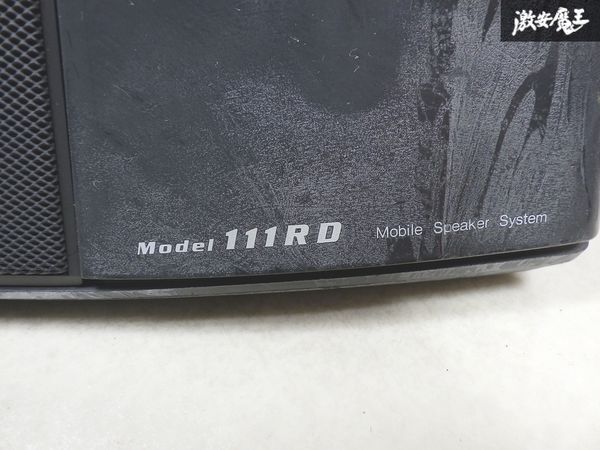 激安魔王
Model 111RD Mobile Speaker System